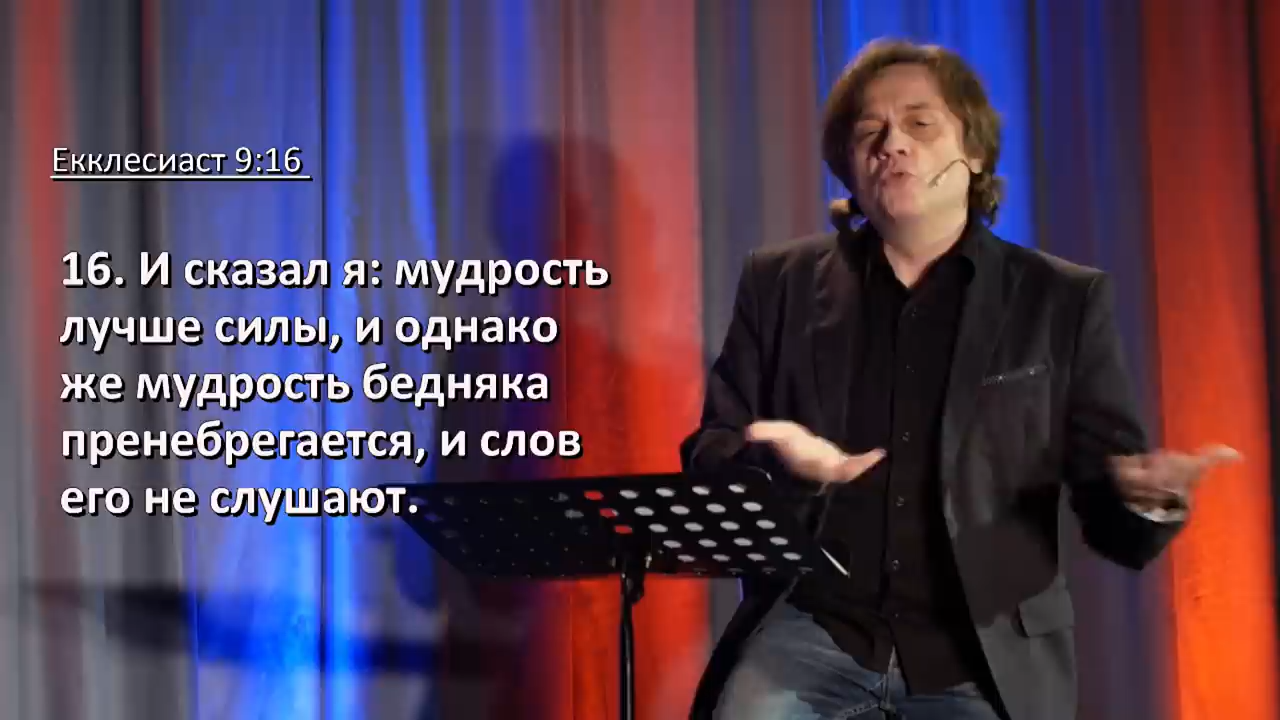 Екклесиаст 9:16
16. И сказал я: мудрость
лучше силы, и однако
же мудрость бедняка
пренебрегается, и слов
его не слушают.